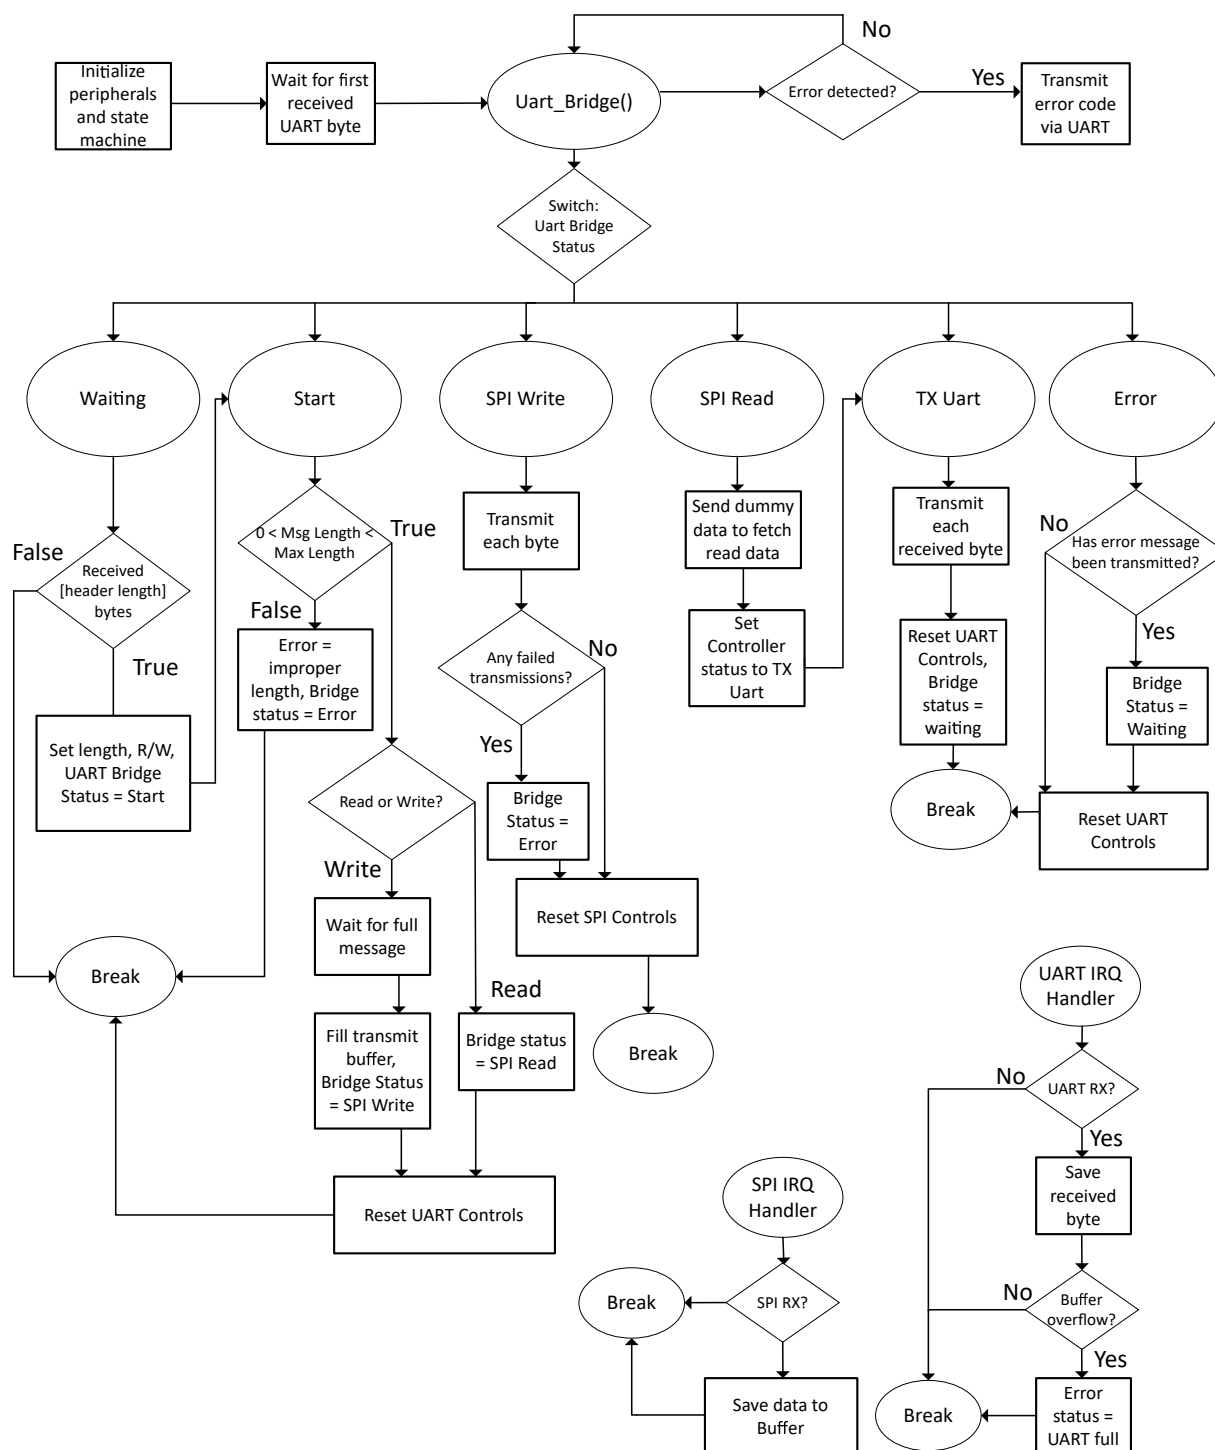 No
Initialize
peripherals
and state
machine
Wait for first
received
UART byte
Uart_Bridge()
Error detected?
Yes
Transmit
error code
via UART
Switch:
Uart Bridge
Status
Waiting
Start
SPI Write
SPI Read
TX Uart
Error
False
Received
[header length]
bytes
True
Set length, R/W,
UART Bridge
Status = Start
0 < Msg Length <
Max Length
True
False
Error =
improper
length, Bridge
status = Error
Read or Write?
Write
Wait for full
message
Fill transmit
buffer,
Bridge Status
= SPI Write
Read
Bridge status
= SPI Read
Reset UART Controls
Break
Transmit
each byte
Any failed
transmissions?
No
Yes
Bridge
Status =
Error
Reset SPI Controls
Break
Send dummy
data to fetch
read data
Set
Controller
status to TX
Uart
Transmit
each
received byte
Reset UART
Controls,
Bridge
status =
waiting
Break
No
Has error message
been transmitted?
Yes
Bridge
Status =
Waiting
Reset UART
Controls
SPI IRQ
Handler
SPI RX?
Break
Save data to
Buffer
UART IRQ
Handler
No
UART RX?
Yes
Save
received
byte
No
Buffer
overflow?
Yes
Error
status =
UART full
Break